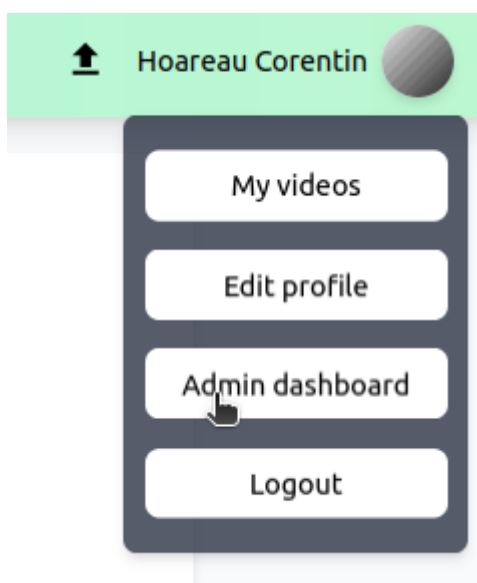 Hoareau Corentin
My videos
Edit profile
Admin dashboard
Logout